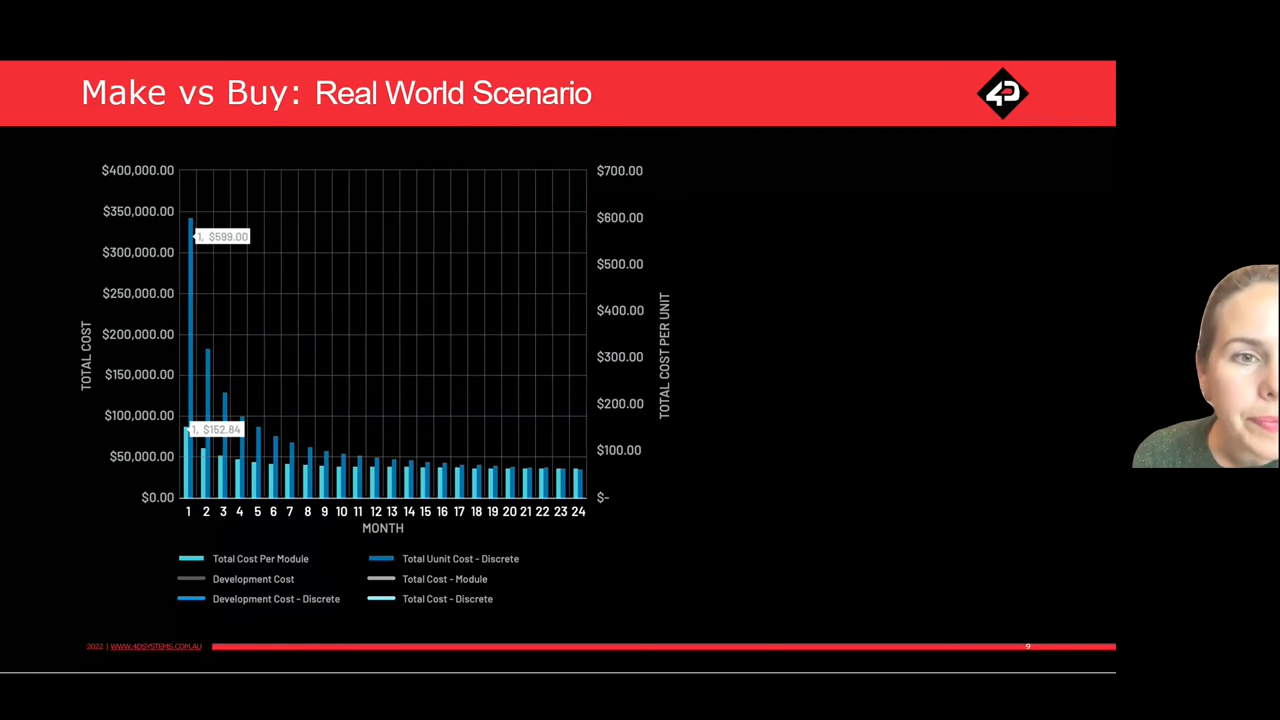 Make vs Buy: Real World Scenario
4D
$400,000.00
$350,000.00
$300,000.00
$250,000.00
$200,000.00
$150,000.00
$100,000.00
$50,000.00
$0.00
TOTAL COST
1, $599.00
1, $152.84
$700.00
$600.00
$500.00
$400.00
$300.00
$200.00
$100.00
$-
TOTAL COST PER UNIT
1 2 3 4 5 6 7 8 9 10 11 12 13 14 15 16 17 18 19 20 21 22 23 24
MONTH
Total Cost Per Module
Total Uunit Cost - Discrete
Development Cost
Total Cost - Module
Development Cost - Discrete
Total Cost - Discrete
2022 | WWW.4DSYSTEMS.COM.AU
9